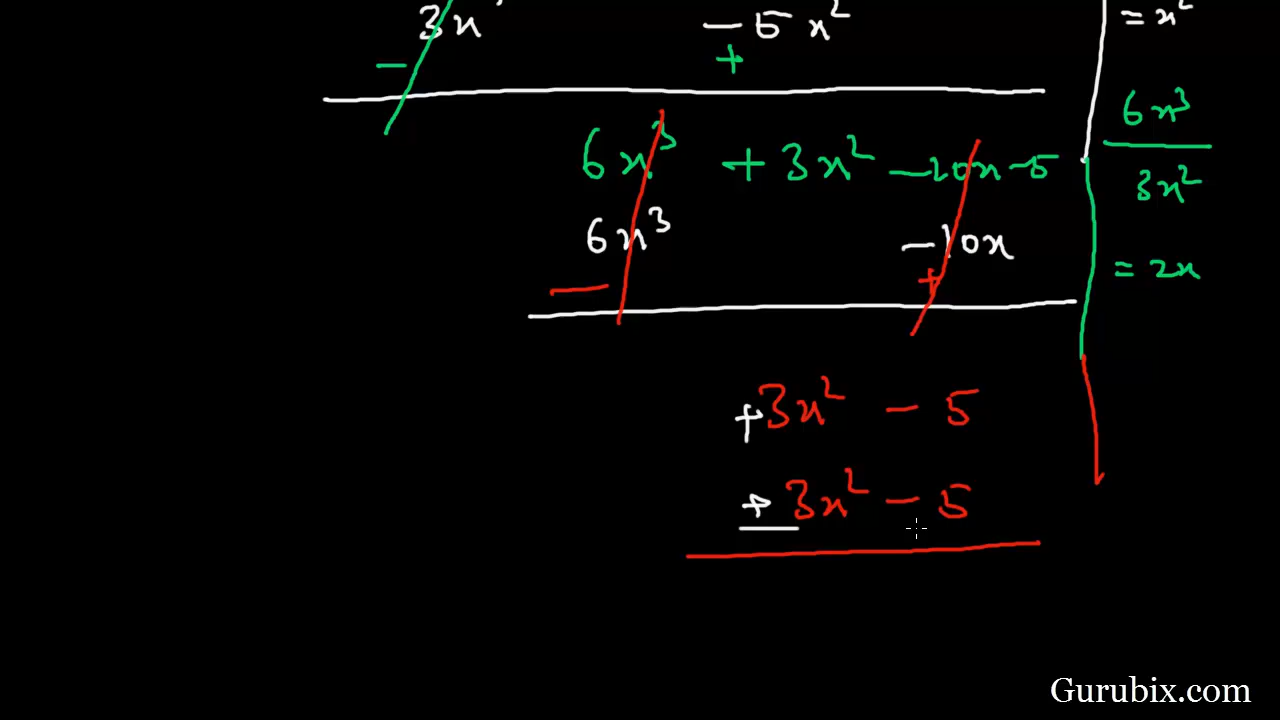 3x - 5x²
- +
= x²
6x³ + 3x² - 10x - 5
6x³ - 10x
- +
6x³
3x²
= 2x
+3x² - 5
+ 3x² - 5
Gurubix.com